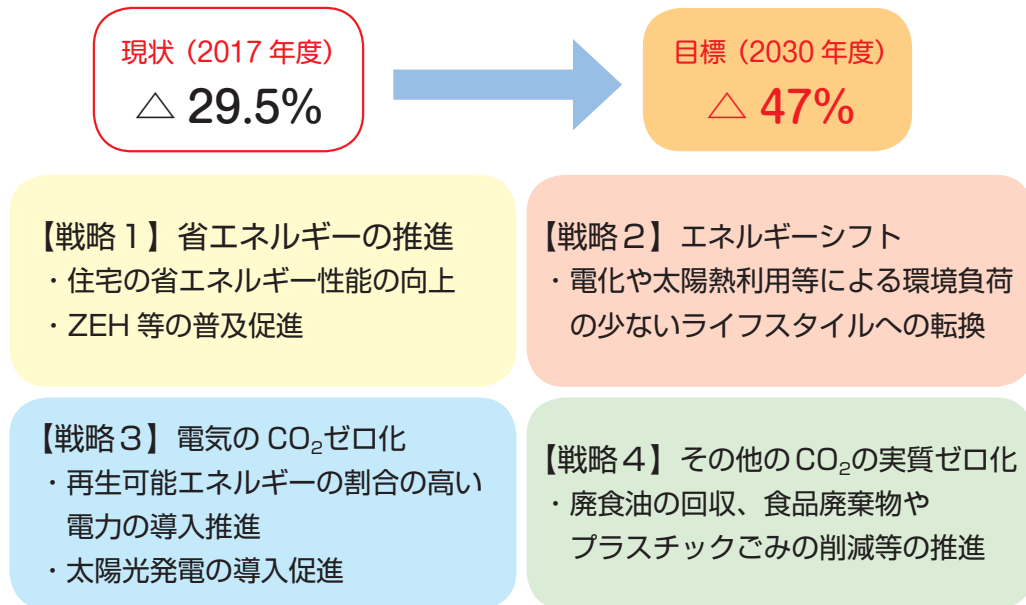 現状（2017 年度）
△ 29.5%
目標（2030 年度）
△ 47%
【戦略１】省エネルギーの推進
・住宅の省エネルギー性能の向上
・ZEH 等の普及促進
【戦略２】エネルギーシフト
・電化や太陽熱利用等による環境負荷
の少ないライフスタイルへの転換
【戦略３】電気の CO₂ゼロ化
・再生可能エネルギーの割合の高い
電力の導入推進
・太陽光発電の導入促進
【戦略４】その他の CO₂の実質ゼロ化
・廃食油の回収、食品廃棄物や
プラスチックごみの削減等の推進